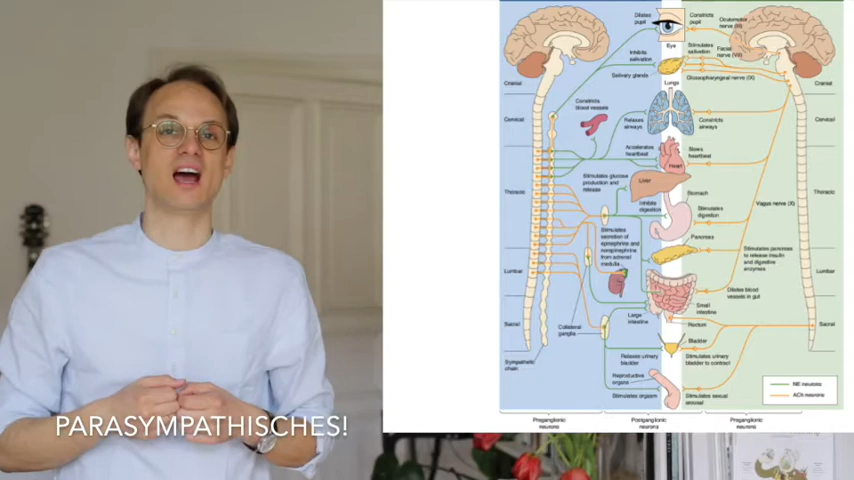 PARASYMPATHISCHES!
Dilates
pupil
Constricts
pupil
Oculomotor
nerve (III)
Eye
Inhibits
salivation
Stimulates
salivation
Facial
nerve (VII)
Salivary glands
Glossopharyngeal nerve (IX)
Cranial
Cranial
Lungs
Constricts
blood vessels
Relaxes
airways
Constricts
airways
Cervical
Cervical
Accelerates
heartbeat
Slows
heartbeat
Heart
Stimulates glucose
production and
release
Liver
Stomach
Thoracic
Thoracic
Inhibits
digestion
Stimulates
digestion
Vagus nerve (X)
Stimulates
secretion of
epinephrine and
norepinephrine
from adrenal
medulla
Pancreas
Stimulates pancreas
to release insulin
and digestive
enzymes
Lumbar
Lumbar
Dilates blood
vessels in gut
Small
intestine
Large
intestine
Rectum
Sacral
Sacral
Collateral
ganglia
Bladder
Sympathetic
chain
Relaxes urinary
bladder
Stimulates urinary
bladder to contract
Reproductive
organs
Stimulates orgasm
Stimulates sexual
arousal
NE neurons
ACh neurons
Preganglionic
neurons
Postganglionic
neurons
Preganglionic
neurons